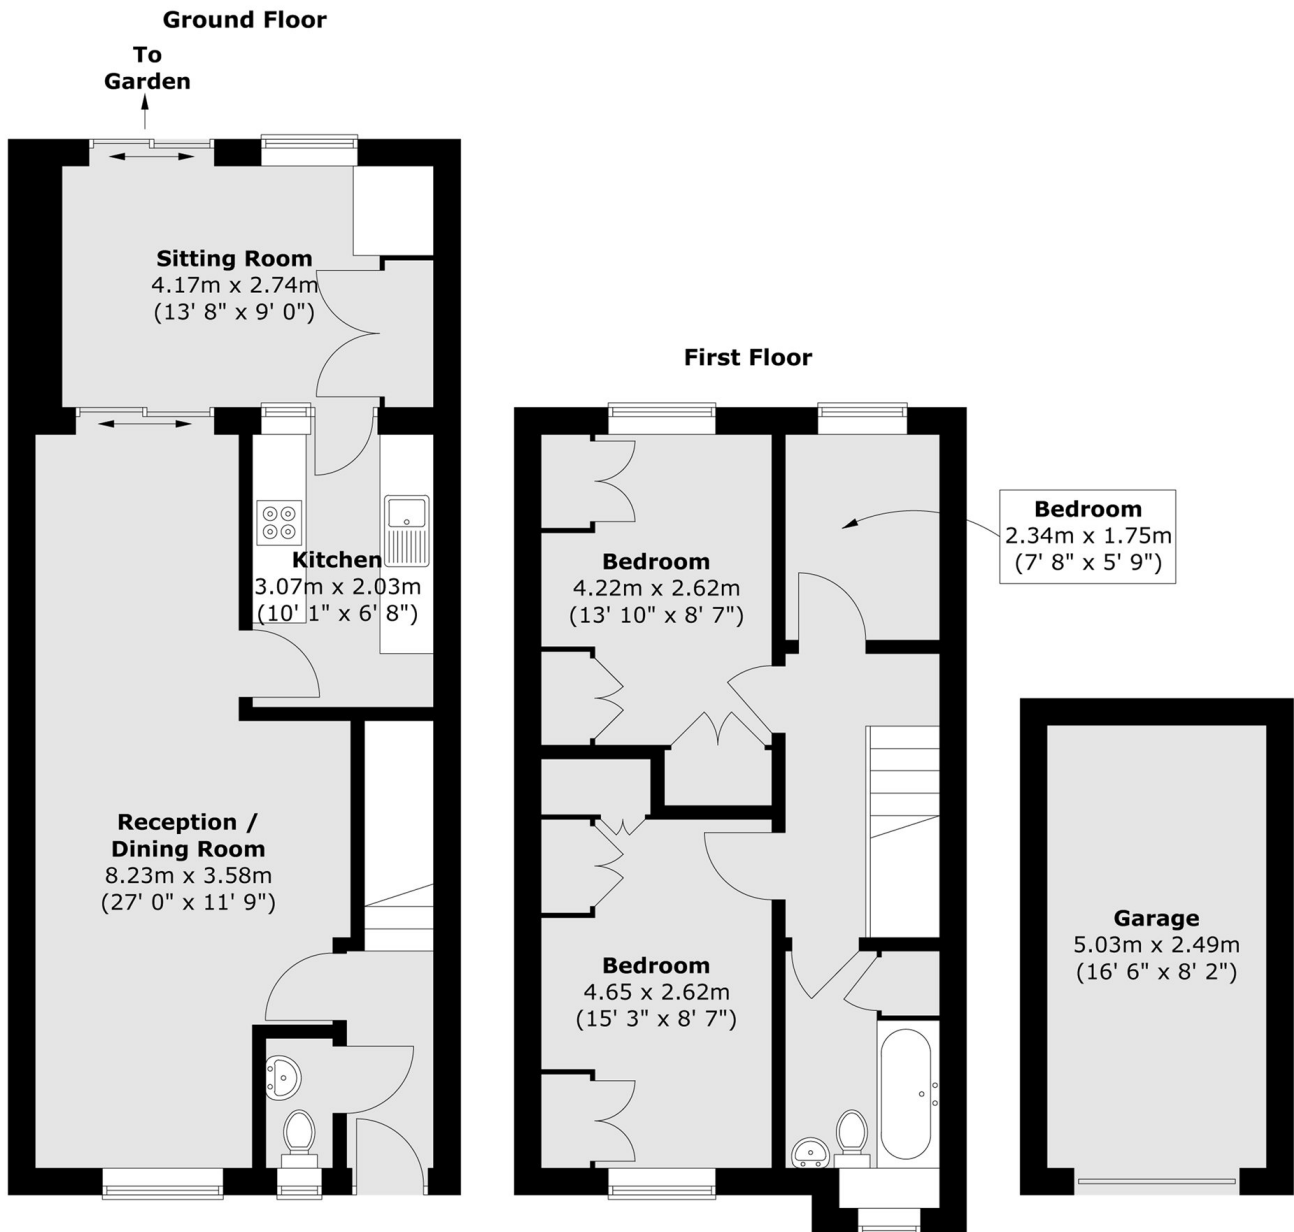 Ground Floor
To
Garden
Sitting Room
4.17m x 2.74m
(13' 8" x 9' 0")
Kitchen
3.07m x 2.03m
(10' 1" x 6' 8")
Reception /
Dining Room
8.23m x 3.58m
(27' 0" x 11' 9")
First Floor
Bedroom
4.22m x 2.62m
(13' 10" x 8' 7")
Bedroom
2.34m x 1.75m
(7' 8" x 5' 9")
Bedroom
4.65 x 2.62m
(15' 3" x 8' 7")
Garage
5.03m x 2.49m
(16' 6" x 8' 2")